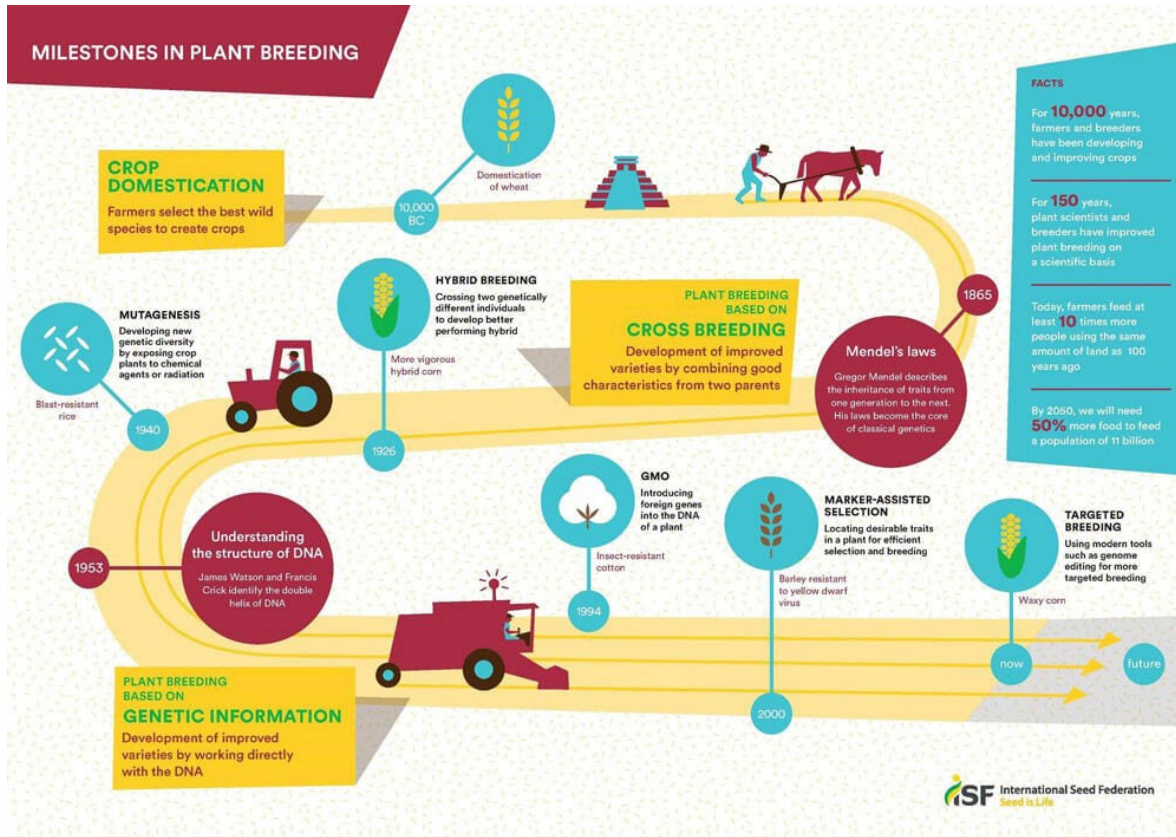 MILESTONES IN PLANT BREEDING
CROP
DOMESTICATION
Farmers select the best wild
species to create crops
10,000
BC
Domestication
of wheat
FACTS
For 10,000 years,
farmers and breeders
have been developing
and improving crops
For 150 years,
plant scientists and
breeders have improved
plant breeding on
a scientific basis
Today, farmers feed at
least 10 times more
people using the same
amount of land as 100
years ago
By 2050, we will need
50% more food to feed
a population of 11 billion
1865
Mendel's laws
Gregor Mendel describes
the inheritance of traits from
one generation to the next.
His laws become the core
of classical genetics
PLANT BREEDING
BASED ON
CROSS BREEDING
Development of improved
varieties by combining good
characteristics from two parents
HYBRID BREEDING
Crossing two genetically
different individuals
to develop better
performing hybrid
More vigorous
hybrid corn
1926
MUTAGENESIS
Developing new
genetic diversity
by exposing crop
plants to chemical
agents or radiation
Blast-resistant
rice
1940
1953
Understanding
the structure of DNA
James Watson and Francis
Crick identify the double
helix of DNA
PLANT BREEDING
BASED ON
GENETIC INFORMATION
Development of improved
varieties by working directly
with the DNA
GMO
Introducing
foreign genes
into the DNA
of a plant
Insect-resistant
cotton
1994
MARKER-ASSISTED
SELECTION
Locating desirable traits
in a plant for efficient
selection and breeding
Barley resistant
to yellow dwarf
virus
2000
TARGETED
BREEDING
Using modern tools
such as genome
editing for more
targeted breeding
Waxy corn
now
future
iSF International Seed Federation
Seed is Life